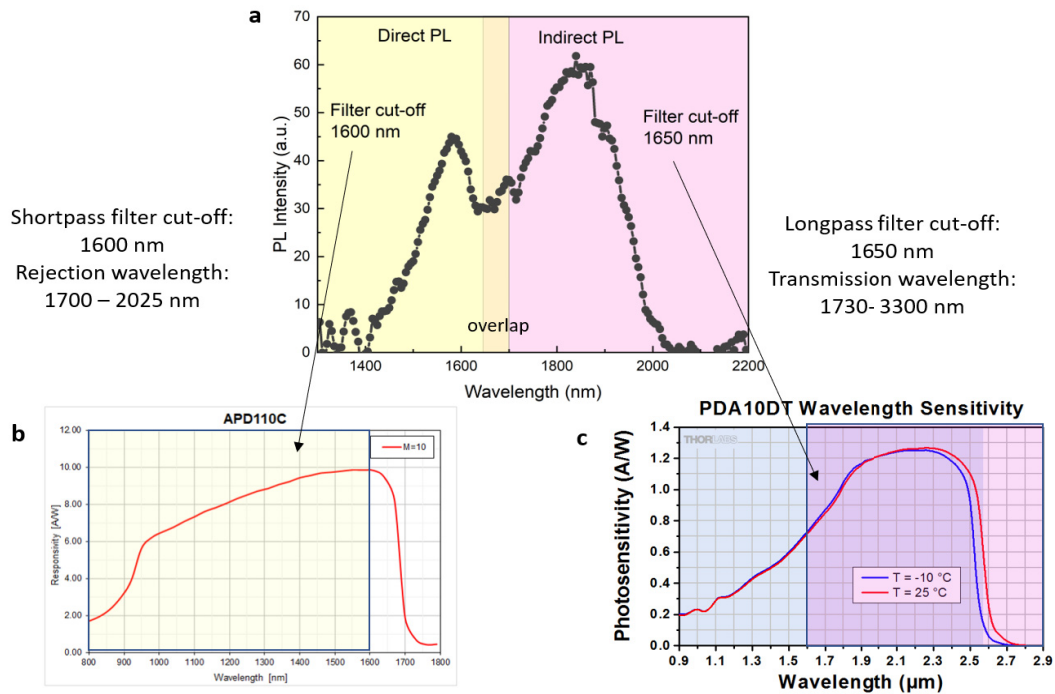 a
Direct PL
Indirect PL
Filter cut-off
1600 nm
Filter cut-off
1650 nm
overlap
PL Intensity (a.u.)
70
60
50
40
30
20
10
0
1400
1600
1800
2000
2200
Wavelength (nm)
Shortpass filter cut-off:
1600 nm
Rejection wavelength:
1700 – 2025 nm
Longpass filter cut-off:
1650 nm
Transmission wavelength:
1730- 3300 nm
b
APD110C
M=10
Responsivity [A/W]
12.00
10.00
8.00
6.00
4.00
2.00
0.00
800
900
1000
1100
1200
1300
1400
1500
1600
1700
1800
Wavelength [nm]
c
PDA10DT Wavelength Sensitivity
THORLABS
Photosensitivity (A/W)
1.4
1.2
1.0
0.8
0.6
0.4
0.2
0.0
T = -10 °C
T = 25 °C
0.9
1.1
1.3
1.5
1.7
1.9
2.1
2.3
2.5
2.7
2.9
Wavelength (µm)